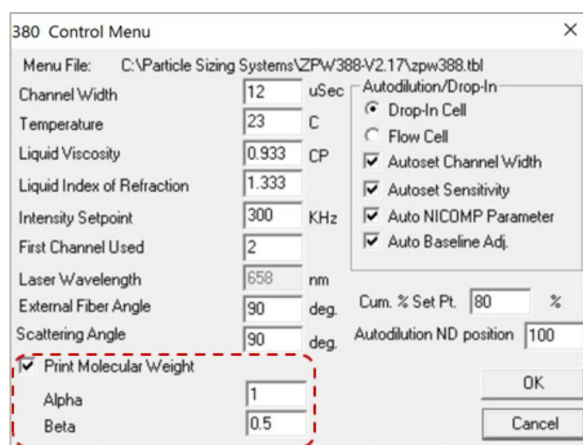 380 Control Menu
Menu File: C:\Particle Sizing Systems\ZPW388-V2.17\zpw388.tbl
Channel Width 12 uSec
Temperature 23 C
Liquid Viscosity 0.933 CP
Liquid Index of Refraction 1.333
Intensity Setpoint 300 KHz
First Channel Used 2
Laser Wavelength 658 nm
External Fiber Angle 90 deg.
Scattering Angle 90 deg.
Print Molecular Weight
Alpha 1
Beta 0.5
Autodilution/Drop-In
Drop-In Cell
Flow Cell
Autoset Channel Width
Autoset Sensitivity
Auto NICOMP Parameter
Auto Baseline Adj.
Cum. % Set Pt. 80 %
Autodilution ND position 100
OK
Cancel